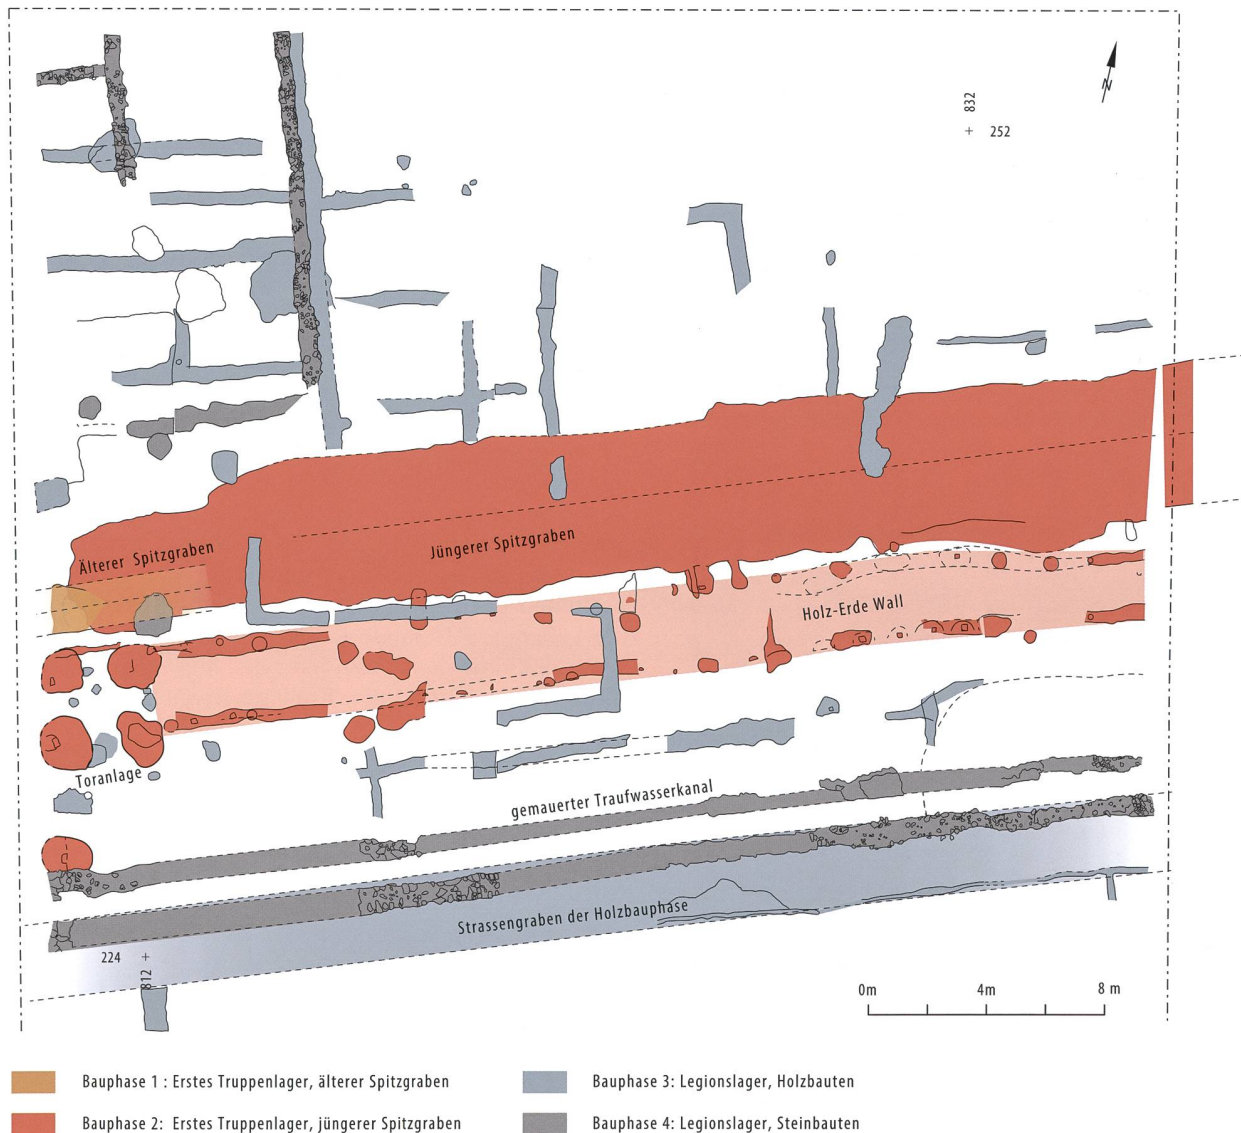 N
832
252
Älterer Spitzgraben
Jüngerer Spitzgraben
Holz-Erde Wall
Toranlage
gemauerter Traufwasserkanal
Strassengraben der Holzbauphase
224
812
0m 4m 8 m
Bauphase 1 : Erstes Truppenlager, älterer Spitzgraben
Bauphase 2: Erstes Truppenlager, jüngerer Spitzgraben
Bauphase 3: Legionslager, Holzbauten
Bauphase 4: Legionslager, Steinbauten